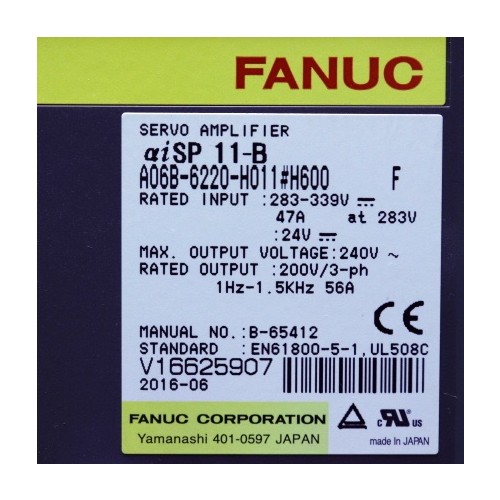 FANUC
SERVO AMPLIFIER
αiSP 11-B
A06B-6220-H011#H600 F
RATED INPUT :283-339V ⎓
47A at 283V
:24V ⎓
MAX. OUTPUT VOLTAGE:240V ~
RATED OUTPUT :200V/3-ph
1Hz-1.5KHz 56A
MANUAL NO.:B-65412
STANDARD :EN61800-5-1,UL508C
CE
V16625907
2016-06
FANUC CORPORATION
Yamanashi 401-0597 JAPAN
c RU us
made In JAPAN